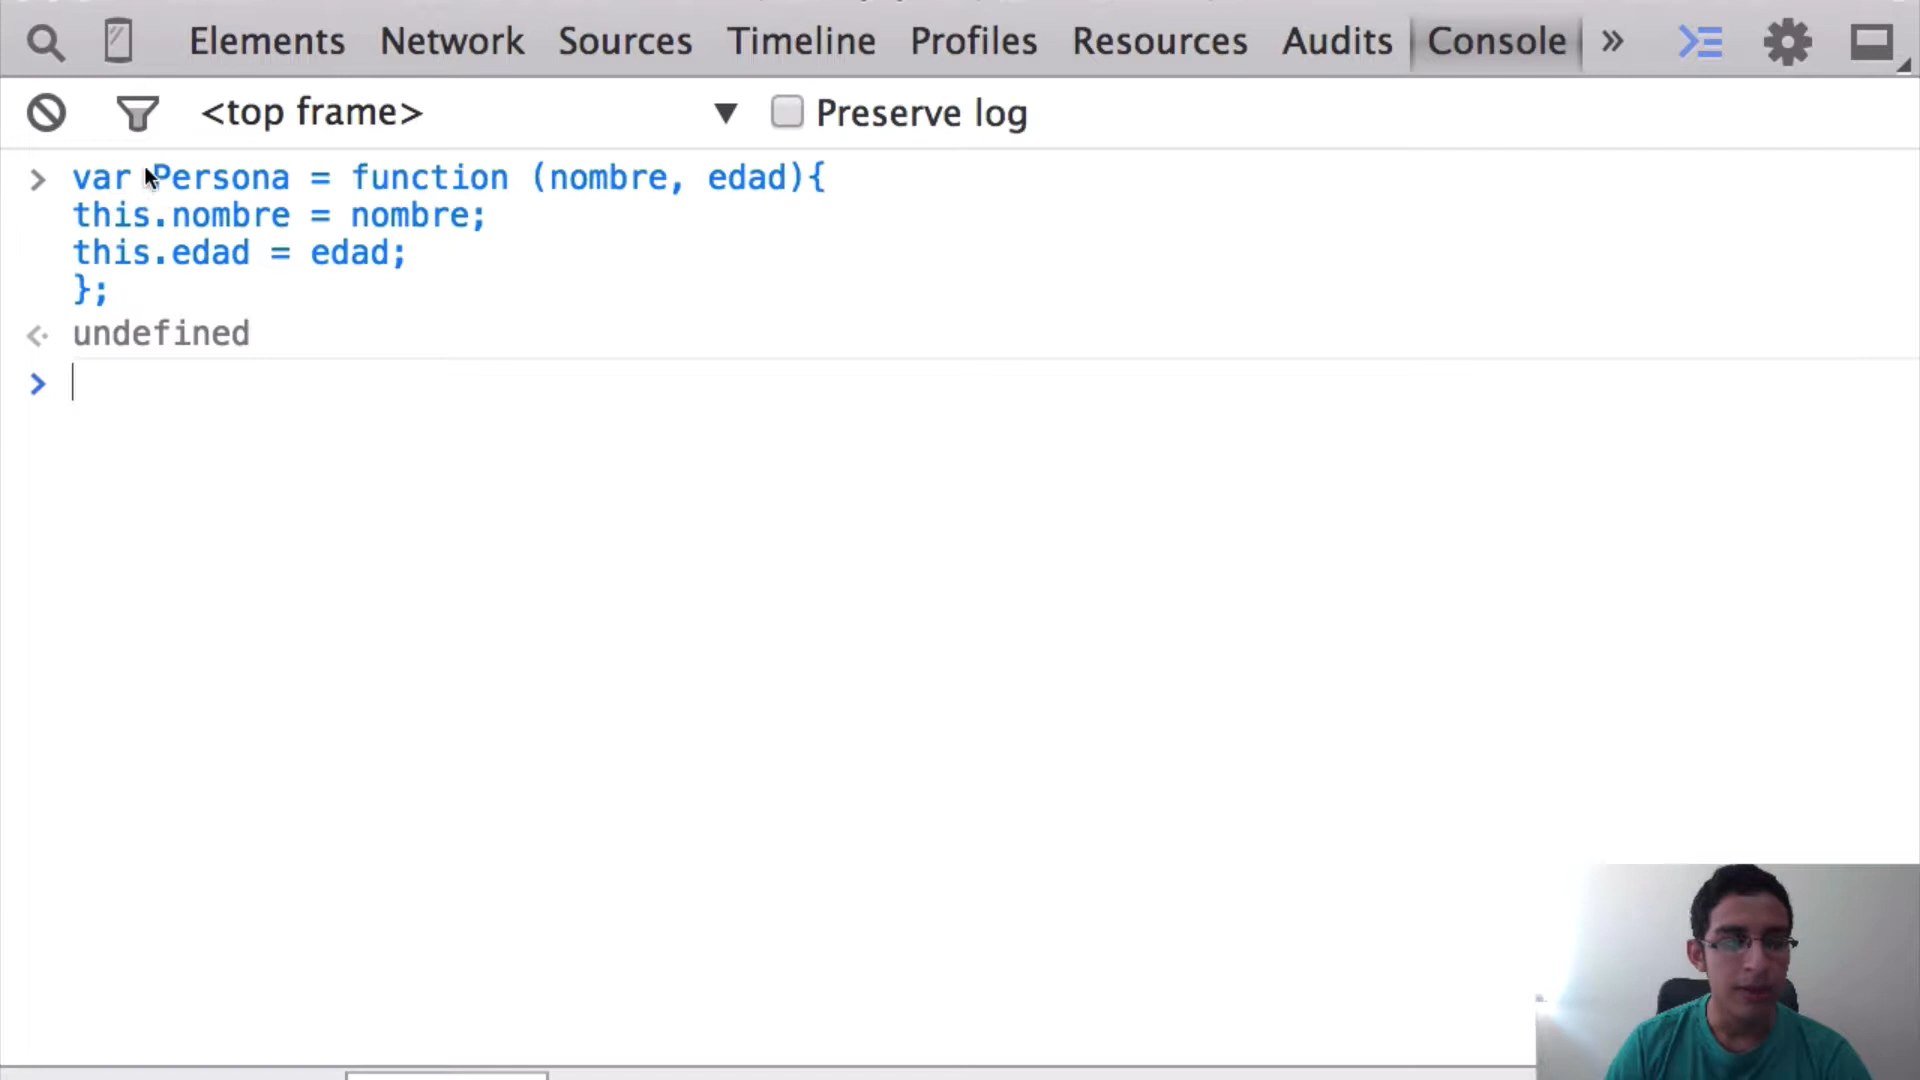 Elements Network Sources Timeline Profiles Resources Audits Console »
<top frame> ▼ Preserve log
> var Persona = function (nombre, edad){
this.nombre = nombre;
this.edad = edad;
};
undefined
>